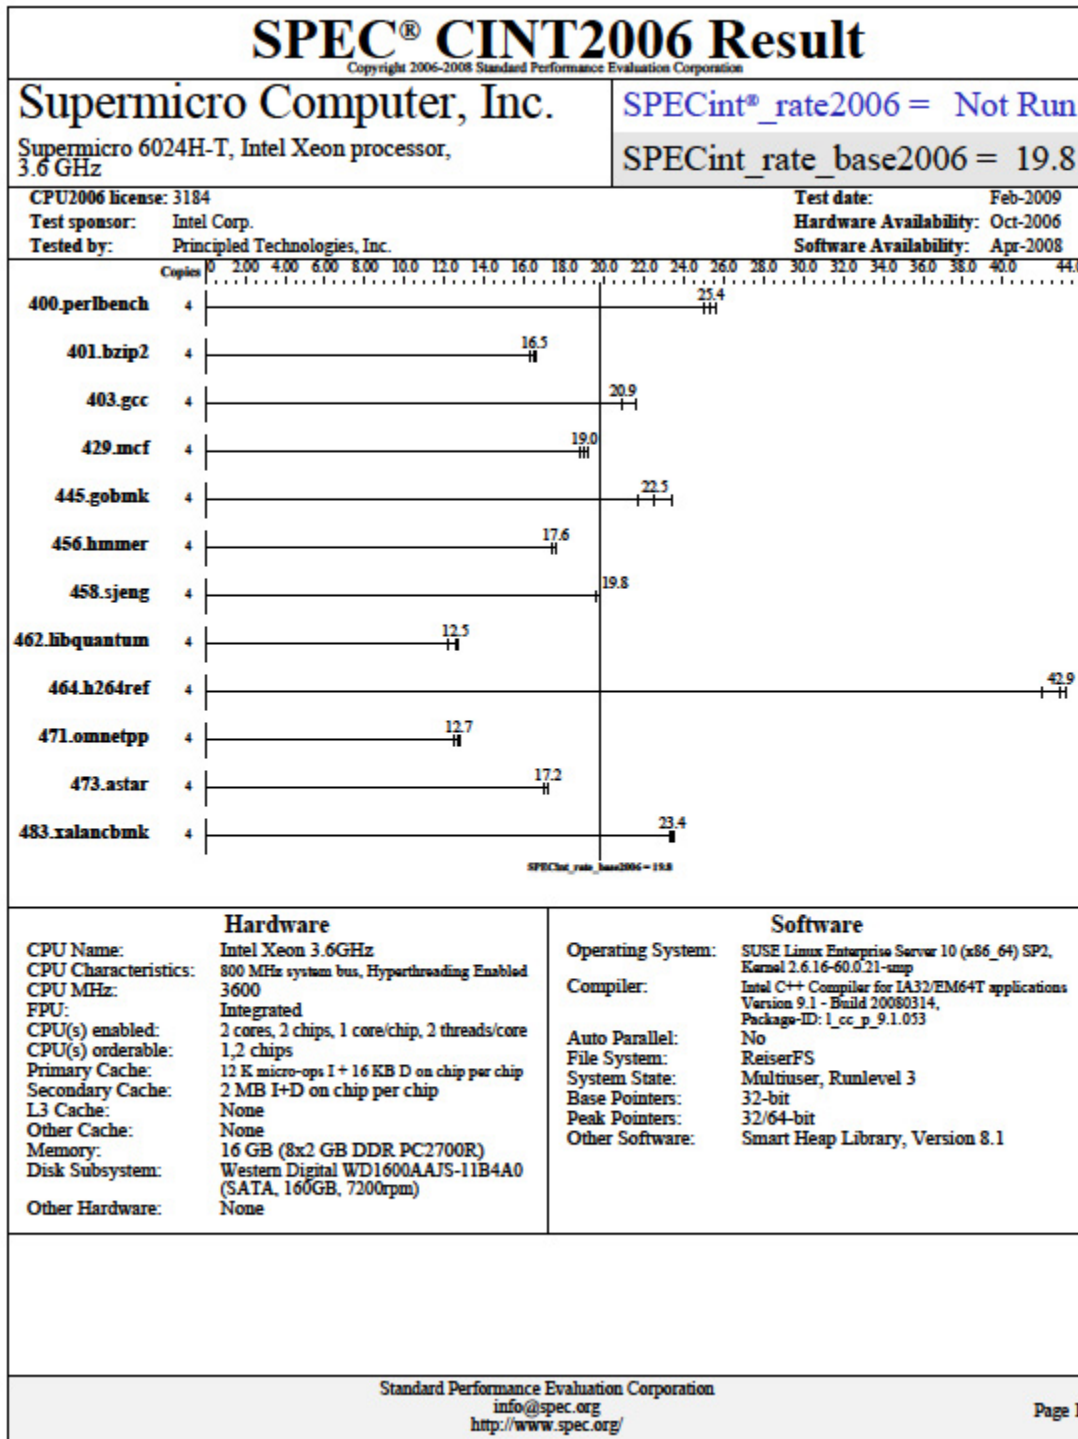 SPEC® CINT2006 Result
Copyright 2006-2008 Standard Performance Evaluation Corporation
Supermicro Computer, Inc.
Supermicro 6024H-T, Intel Xeon processor,
3.6 GHz
SPECint®_rate2006 = Not Run
SPECint_rate_base2006 = 19.8
CPU2006 license: 3184
Test sponsor: Intel Corp.
Tested by: Principled Technologies, Inc.
Test date: Feb-2009
Hardware Availability: Oct-2006
Software Availability: Apr-2008
Copies 0 2.00 4.00 6.00 8.00 10.0 12.0 14.0 16.0 18.0 20.0 22.0 24.0 26.0 28.0 30.0 32.0 34.0 36.0 38.0 40.0 44.
400.perlbench 4 25.4
401.bzip2 4 16.5
403.gcc 4 20.9
429.mcf 4 19.0
445.gobmk 4 22.5
456.hmmer 4 17.6
458.sjeng 4 19.8
462.libquantum 4 12.5
464.h264ref 4 42.9
471.omnetpp 4 12.7
473.astar 4 17.2
483.xalancbmk 4 23.4
SPECint_rate_base2006 = 19.8
Hardware
CPU Name: Intel Xeon 3.6GHz
CPU Characteristics: 800 MHz system bus, Hyperthreading Enabled
CPU MHz: 3600
FPU: Integrated
CPU(s) enabled: 2 cores, 2 chips, 1 core/chip, 2 threads/core
CPU(s) orderable: 1,2 chips
Primary Cache: 12 K micro-ops I + 16 KB D on chip per chip
Secondary Cache: 2 MB I+D on chip per chip
L3 Cache: None
Other Cache: None
Memory: 16 GB (8x2 GB DDR PC2700R)
Disk Subsystem: Western Digital WD1600AAJS-11B4A0
(SATA, 160GB, 7200rpm)
Other Hardware: None
Software
Operating System: SUSE Linux Enterprise Server 10 (x86_64) SP2,
Kernel 2.6.16-60.0.21-smp
Compiler: Intel C++ Compiler for IA32/EM64T applications
Version 9.1 - Build 20080314,
Package-ID: l_cc_p_9.1.053
Auto Parallel: No
File System: ReiserFS
System State: Multiuser, Runlevel 3
Base Pointers: 32-bit
Peak Pointers: 32/64-bit
Other Software: Smart Heap Library, Version 8.1
Standard Performance Evaluation Corporation
info@spec.org
http://www.spec.org/
Page 1